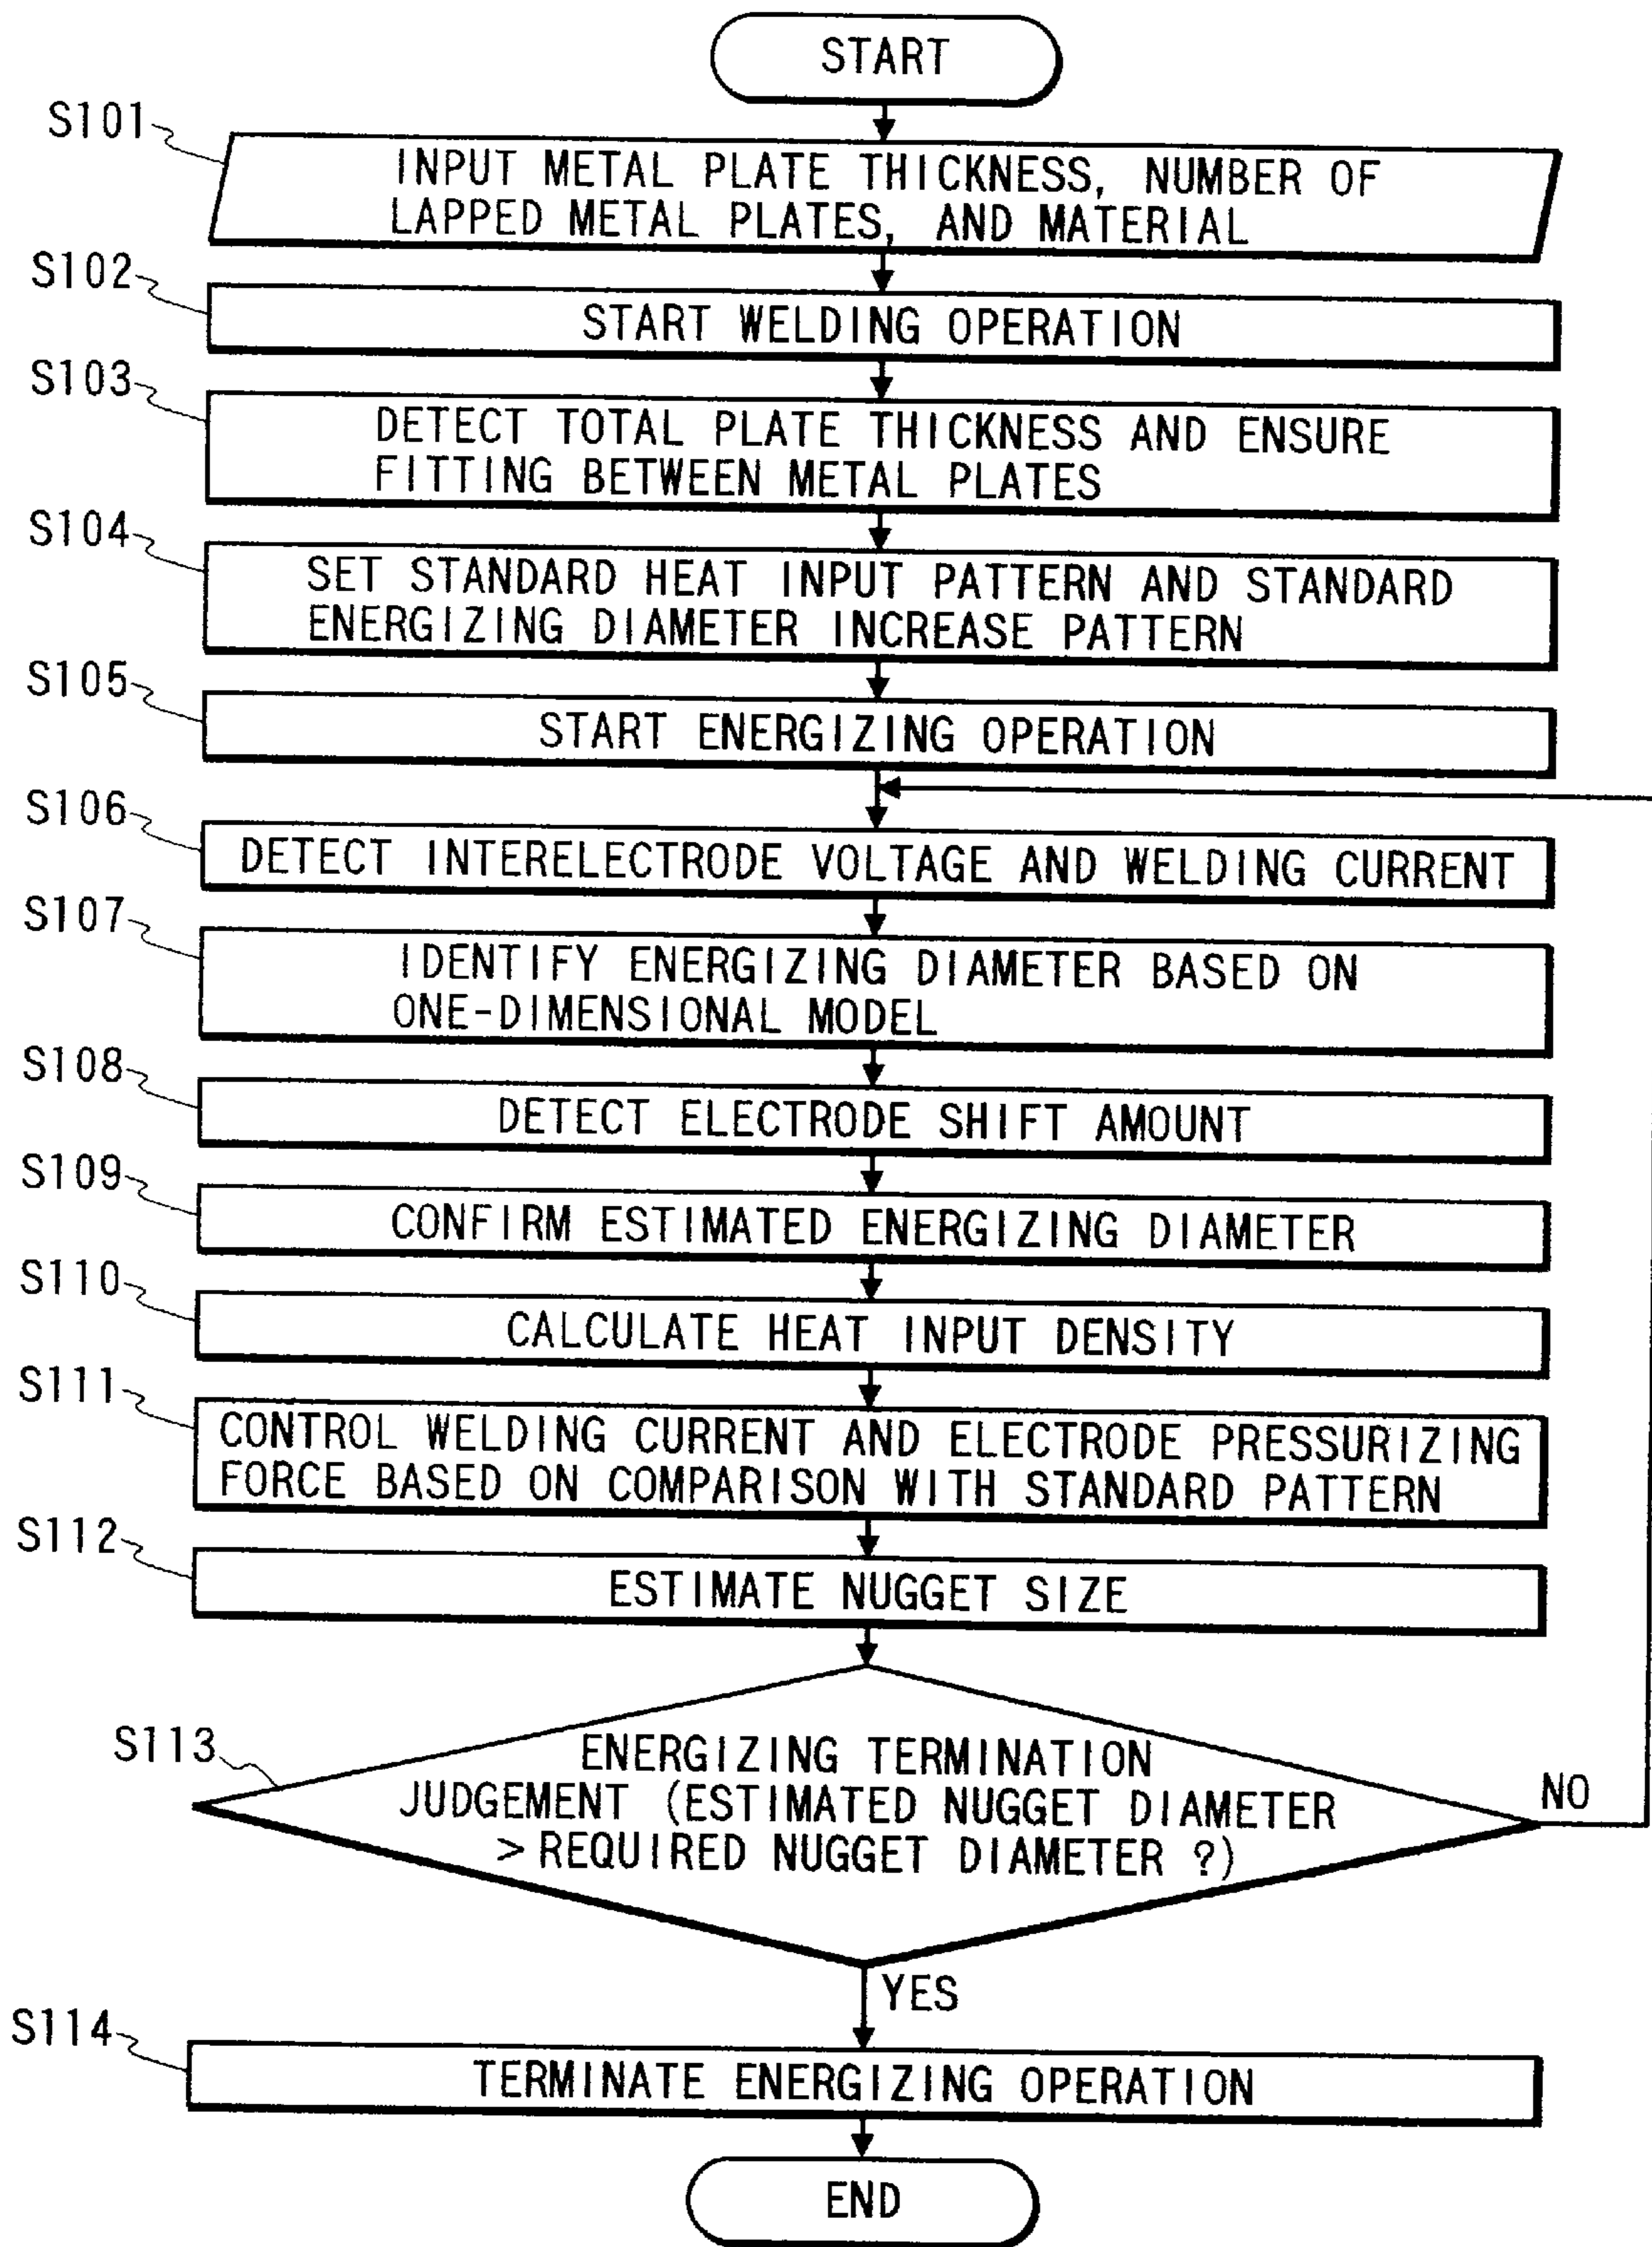 START
S101
INPUT METAL PLATE THICKNESS, NUMBER OF
LAPPED METAL PLATES, AND MATERIAL
S102
START WELDING OPERATION
S103
DETECT TOTAL PLATE THICKNESS AND ENSURE
FITTING BETWEEN METAL PLATES
S104
SET STANDARD HEAT INPUT PATTERN AND STANDARD
ENERGIZING DIAMETER INCREASE PATTERN
S105
START ENERGIZING OPERATION
S106
DETECT INTERELECTRODE VOLTAGE AND WELDING CURRENT
S107
IDENTIFY ENERGIZING DIAMETER BASED ON
ONE-DIMENSIONAL MODEL
S108
DETECT ELECTRODE SHIFT AMOUNT
S109
CONFIRM ESTIMATED ENERGIZING DIAMETER
S110
CALCULATE HEAT INPUT DENSITY
S111
CONTROL WELDING CURRENT AND ELECTRODE PRESSURIZING
FORCE BASED ON COMPARISON WITH STANDARD PATTERN
S112
ESTIMATE NUGGET SIZE
S113
ENERGIZING TERMINATION
JUDGEMENT (ESTIMATED NUGGET DIAMETER
> REQUIRED NUGGET DIAMETER ?)
NO
YES
S114
TERMINATE ENERGIZING OPERATION
END